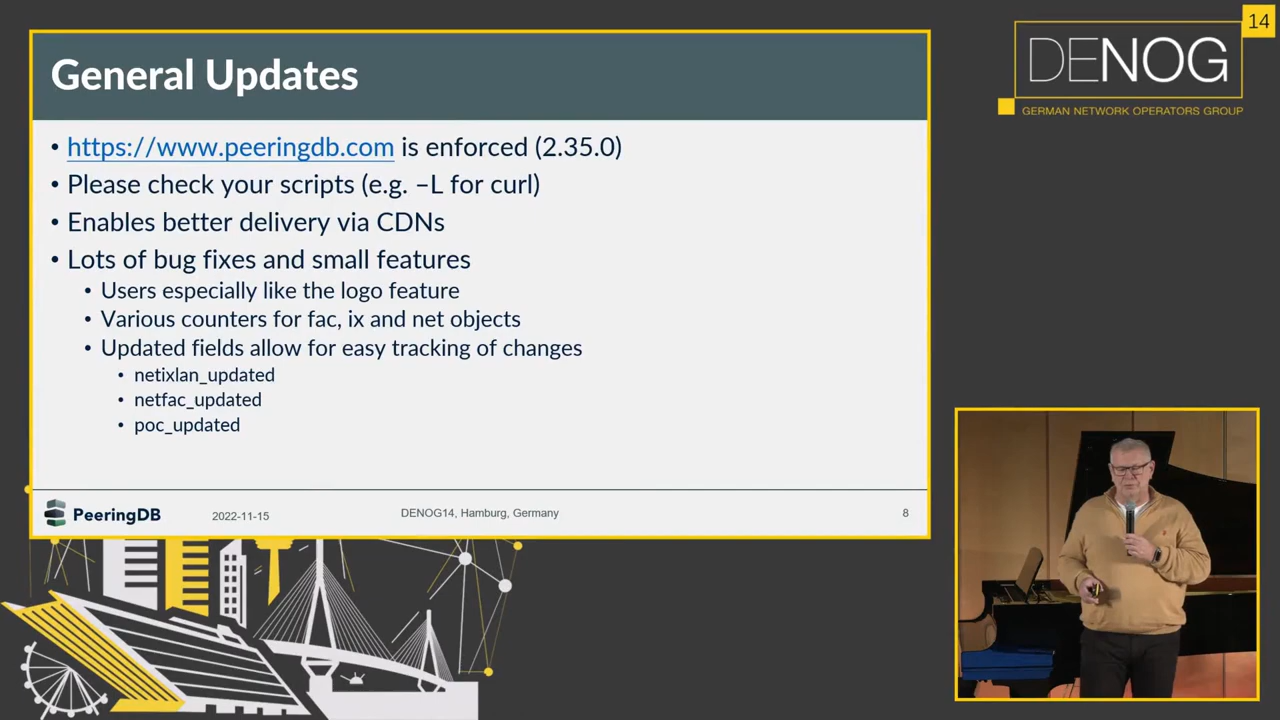 14
DENOG
GERMAN NETWORK OPERATORS GROUP
General Updates
• https://www.peeringdb.com is enforced (2.35.0)
• Please check your scripts (e.g. –L for curl)
• Enables better delivery via CDNs
• Lots of bug fixes and small features
• Users especially like the logo feature
• Various counters for fac, ix and net objects
• Updated fields allow for easy tracking of changes
• netixlan_updated
• netfac_updated
• poc_updated
PeeringDB
2022-11-15
DENOG14, Hamburg, Germany
8